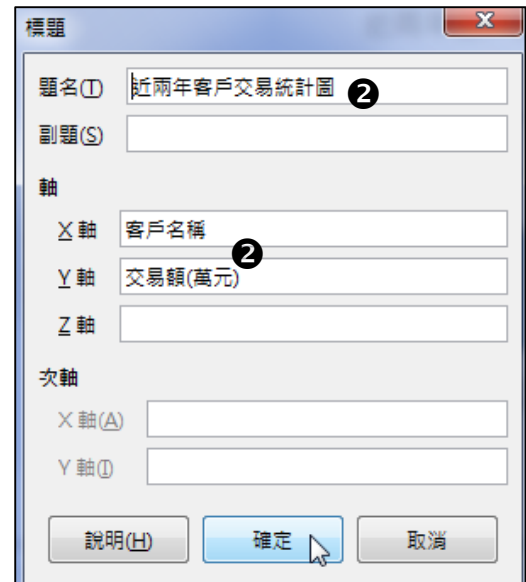 標題
題名(T) 近兩年客戶交易統計圖 ❷
副題(S)
軸
X 軸 客戶名稱
❷
Y 軸 交易額(萬元)
Z 軸
次軸
X 軸(A)
Y 軸(I)
說明(H) 確定 取消